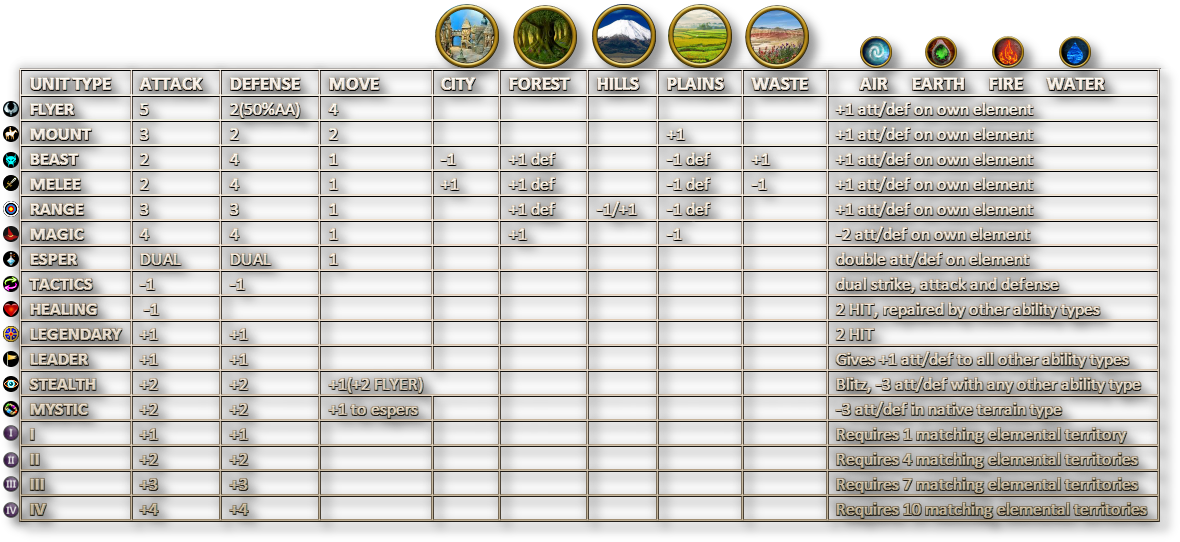 UNIT TYPE ATTACK DEFENSE MOVE CITY FOREST HILLS PLAINS WASTE AIR EARTH FIRE WATER
FLYER 5 2(50%AA) 4 +1 att/def on own element
MOUNT 3 2 2 +1 +1 att/def on own element
BEAST 2 4 1 -1 +1 def -1 def +1 +1 att/def on own element
MELEE 2 4 1 +1 +1 def -1 def -1 +1 att/def on own element
RANGE 3 3 1 +1 def -1/+1 -1 def +1 att/def on own element
MAGIC 4 4 1 +1 -1 -2 att/def on own element
ESPER DUAL DUAL 1 double att/def on element
TACTICS -1 -1 dual strike, attack and defense
HEALING -1 2 HIT, repaired by other ability types
LEGENDARY +1 +1 2 HIT
LEADER +1 +1 Gives +1 att/def to all other ability types
STEALTH +2 +2 +1(+2 FLYER) Blitz, -3 att/def with any other ability type
MYSTIC +2 +2 +1 to espers -3 att/def in native terrain type
I I +1 +1 Requires 1 matching elemental territory
II II +2 +2 Requires 4 matching elemental territories
III III +3 +3 Requires 7 matching elemental territories
IV IV +4 +4 Requires 10 matching elemental territories